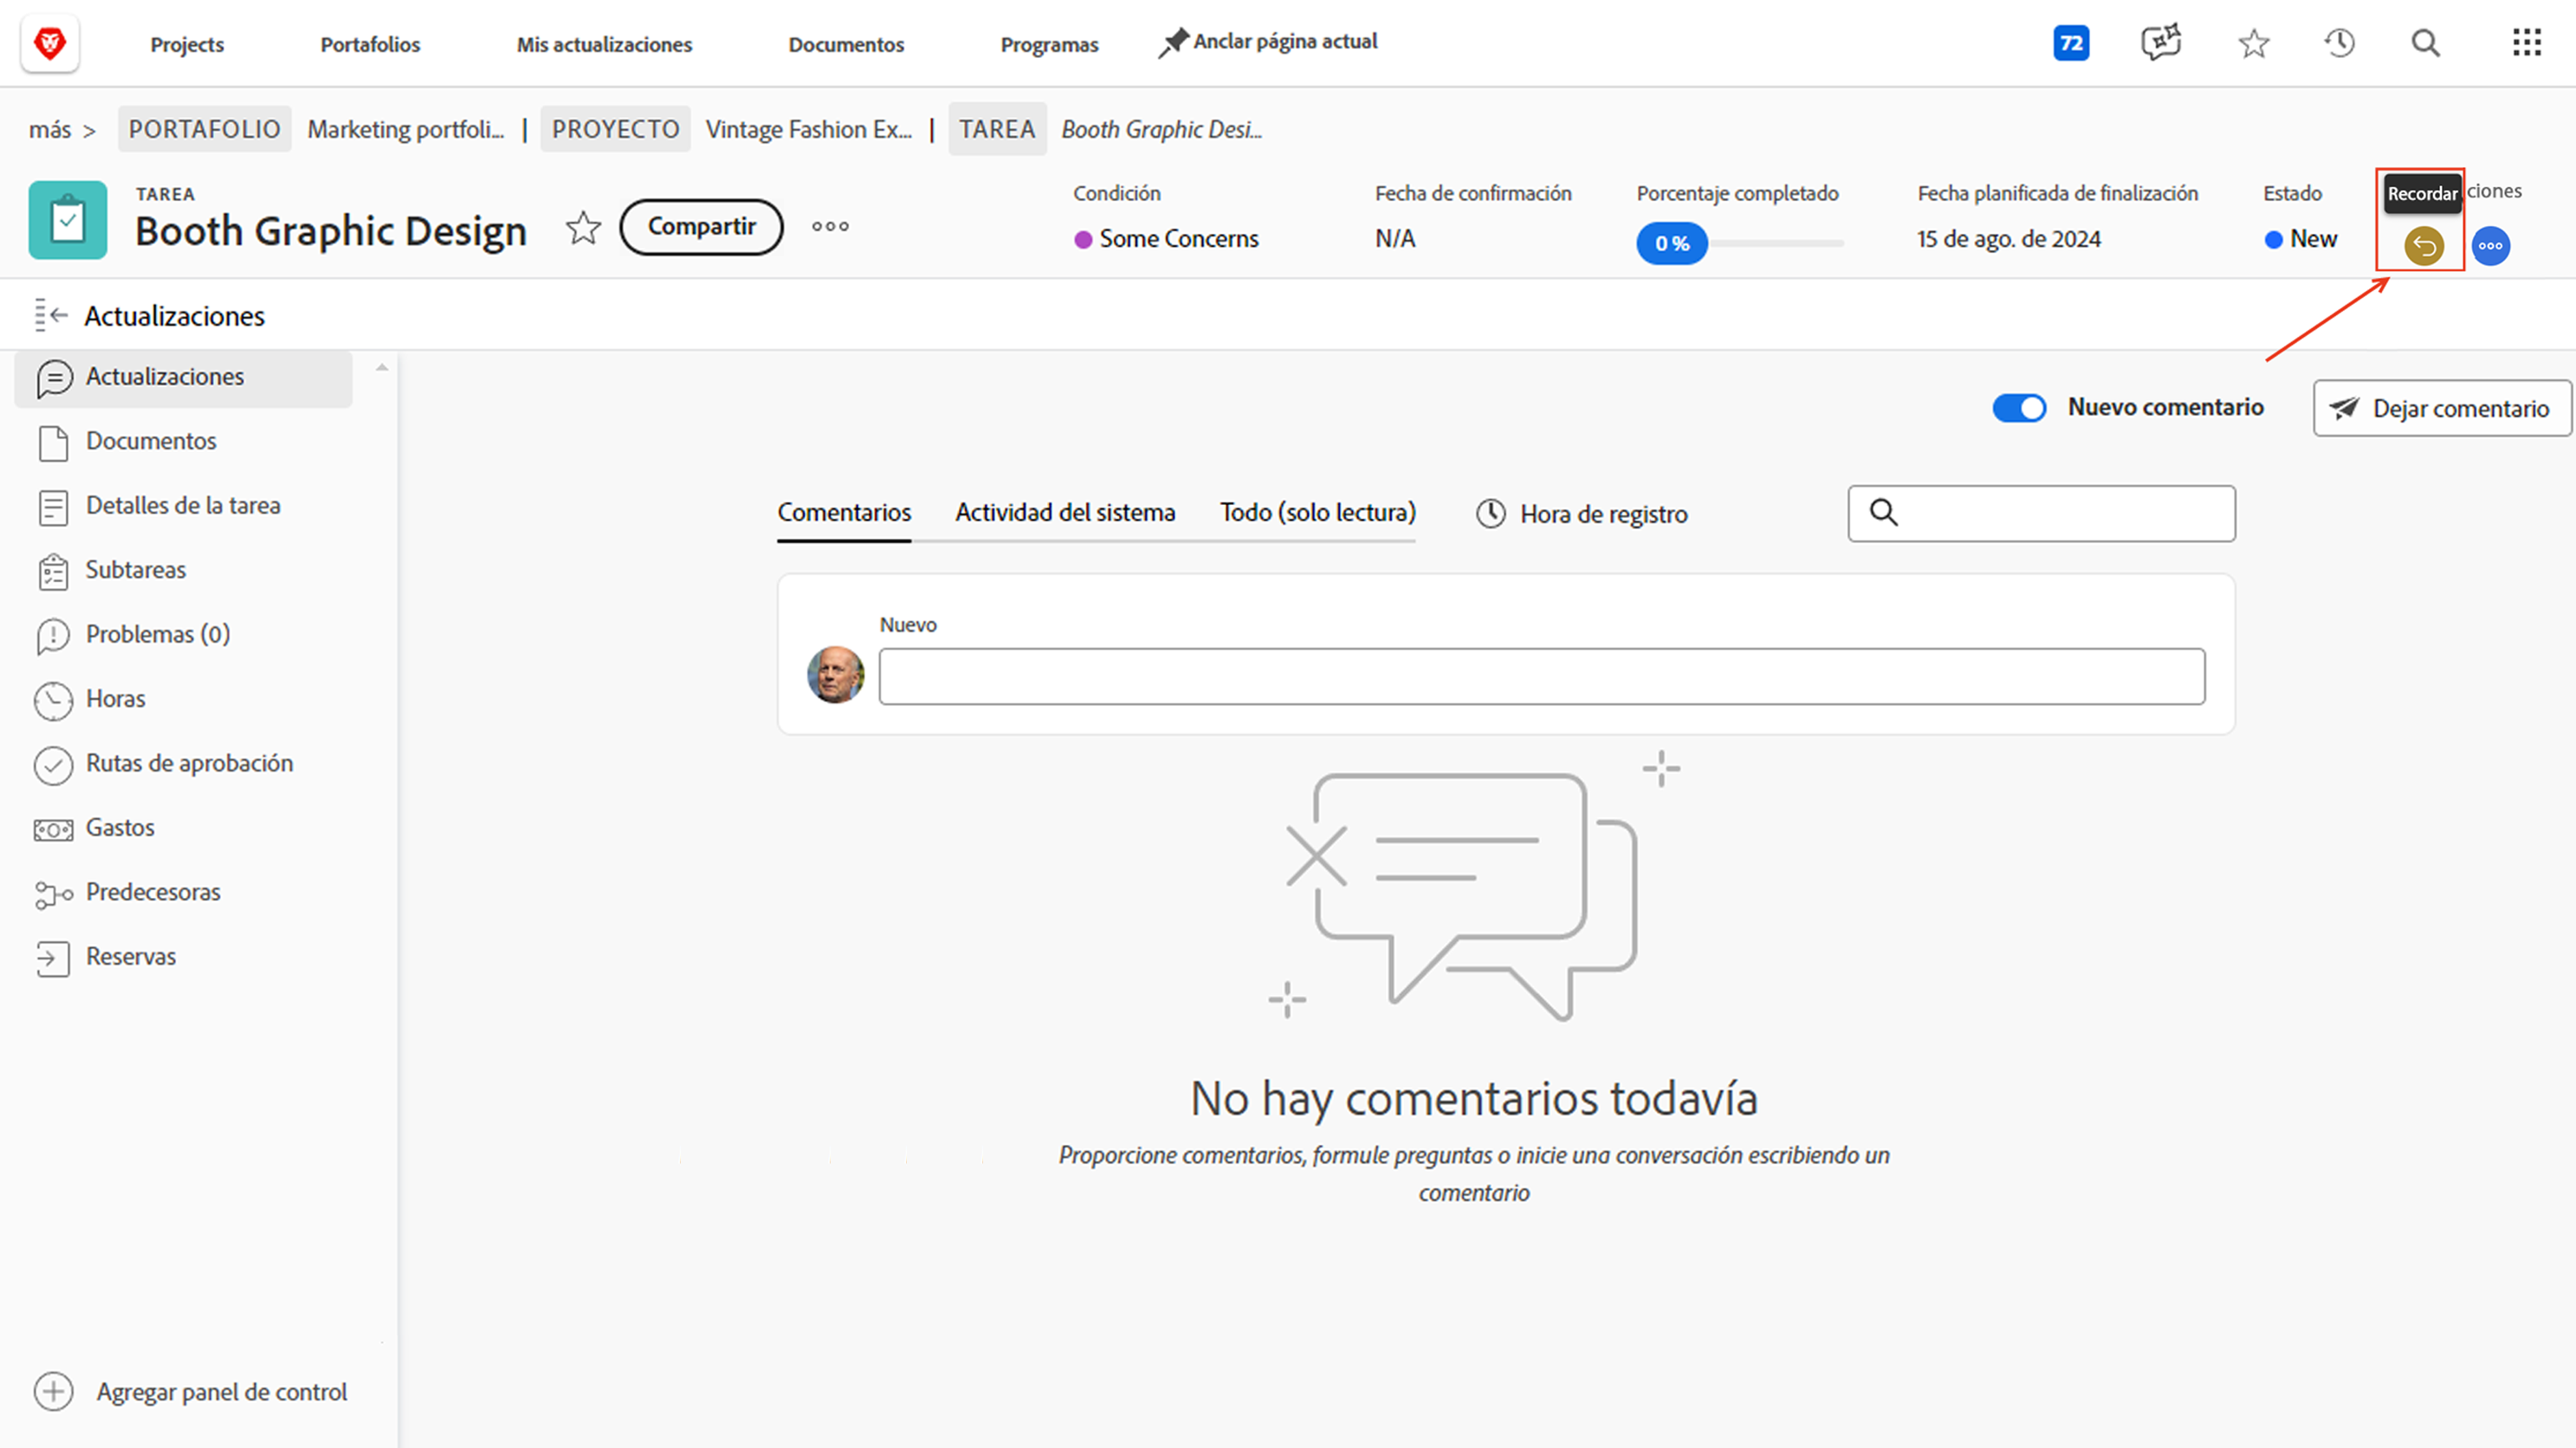 Projects Portafolios Mis actualizaciones Documentos Programas Anclar página actual 72
más > PORTAFOLIO Marketing portfoli... | PROYECTO Vintage Fashion Ex... | TAREA Booth Graphic Desi...
TAREA
Booth Graphic Design
Compartir
Condición
Some Concerns
Fecha de confirmación
N/A
Porcentaje completado
0 %
Fecha planificada de finalización
15 de ago. de 2024
Estado
New
Recordar
ciones
Actualizaciones
Actualizaciones
Documentos
Detalles de la tarea
Subtareas
Problemas (0)
Horas
Rutas de aprobación
Gastos
Predecesoras
Reservas
Agregar panel de control
Nuevo comentario
Dejar comentario
Comentarios Actividad del sistema Todo (solo lectura) Hora de registro
Nuevo
No hay comentarios todavía
Proporcione comentarios, formule preguntas o inicie una conversación escribiendo un
comentario